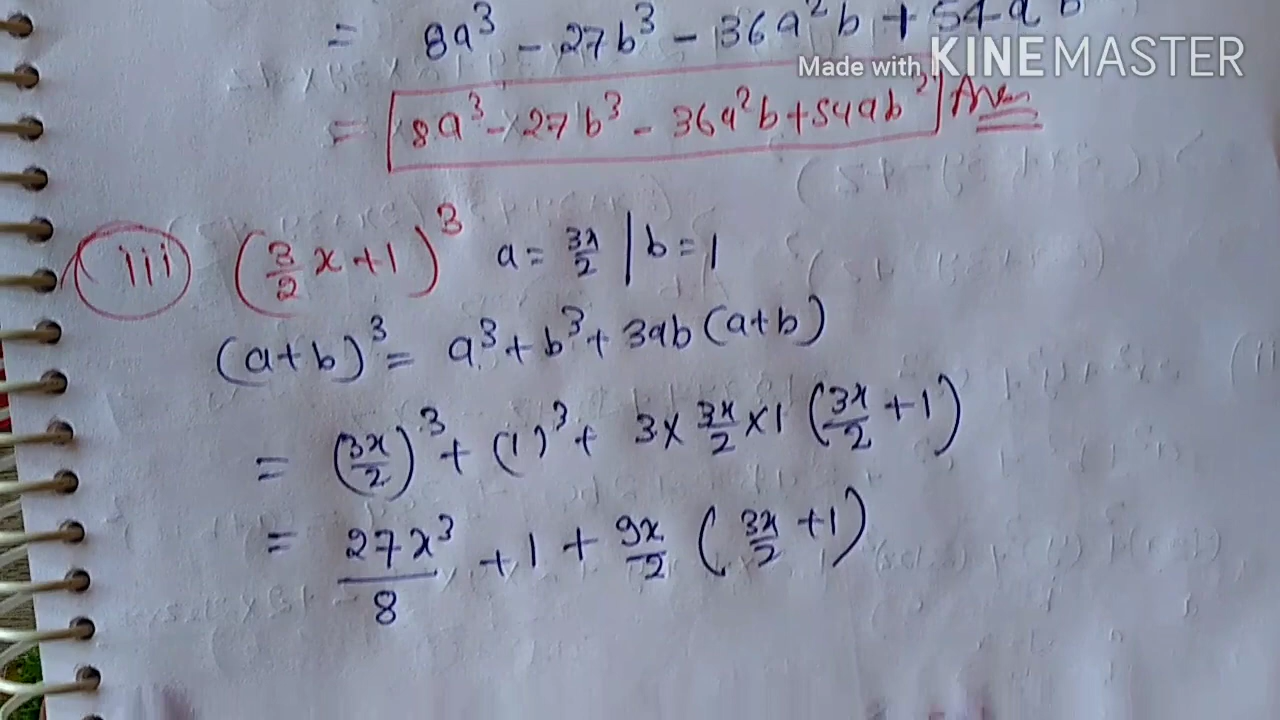 = 8a³ - 27b³ - 36a²b + 54a b
Made with KINEMASTER
= 8a³ - 27b³ - 36a²b + 54ab² Ans
iii (3/2 x + 1)³ a = 3x/2 | b = 1
(a+b)³ = a³ + b³ + 3ab (a+b)
= (3x/2)³ + (1)³ + 3 × 3x/2 × 1 (3x/2 + 1)
= 27x³/8 + 1 + 9x/2 (3x/2 + 1)